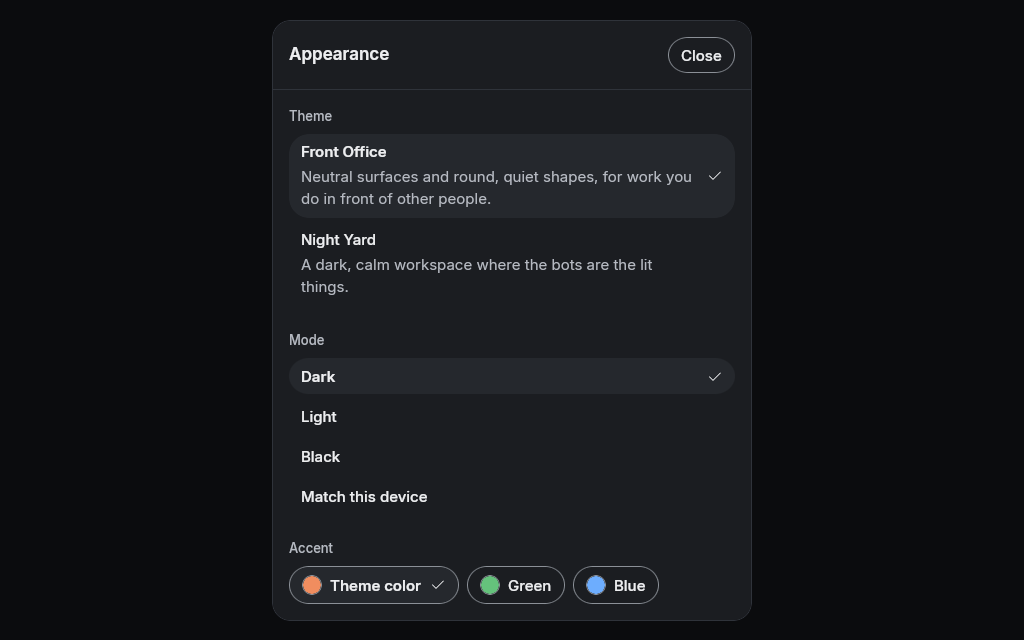 Appearance
Close
Theme
Front Office
Neutral surfaces and round, quiet shapes, for work you
do in front of other people.
Night Yard
A dark, calm workspace where the bots are the lit
things.
Mode
Dark
Light
Black
Match this device
Accent
Theme color
Green
Blue